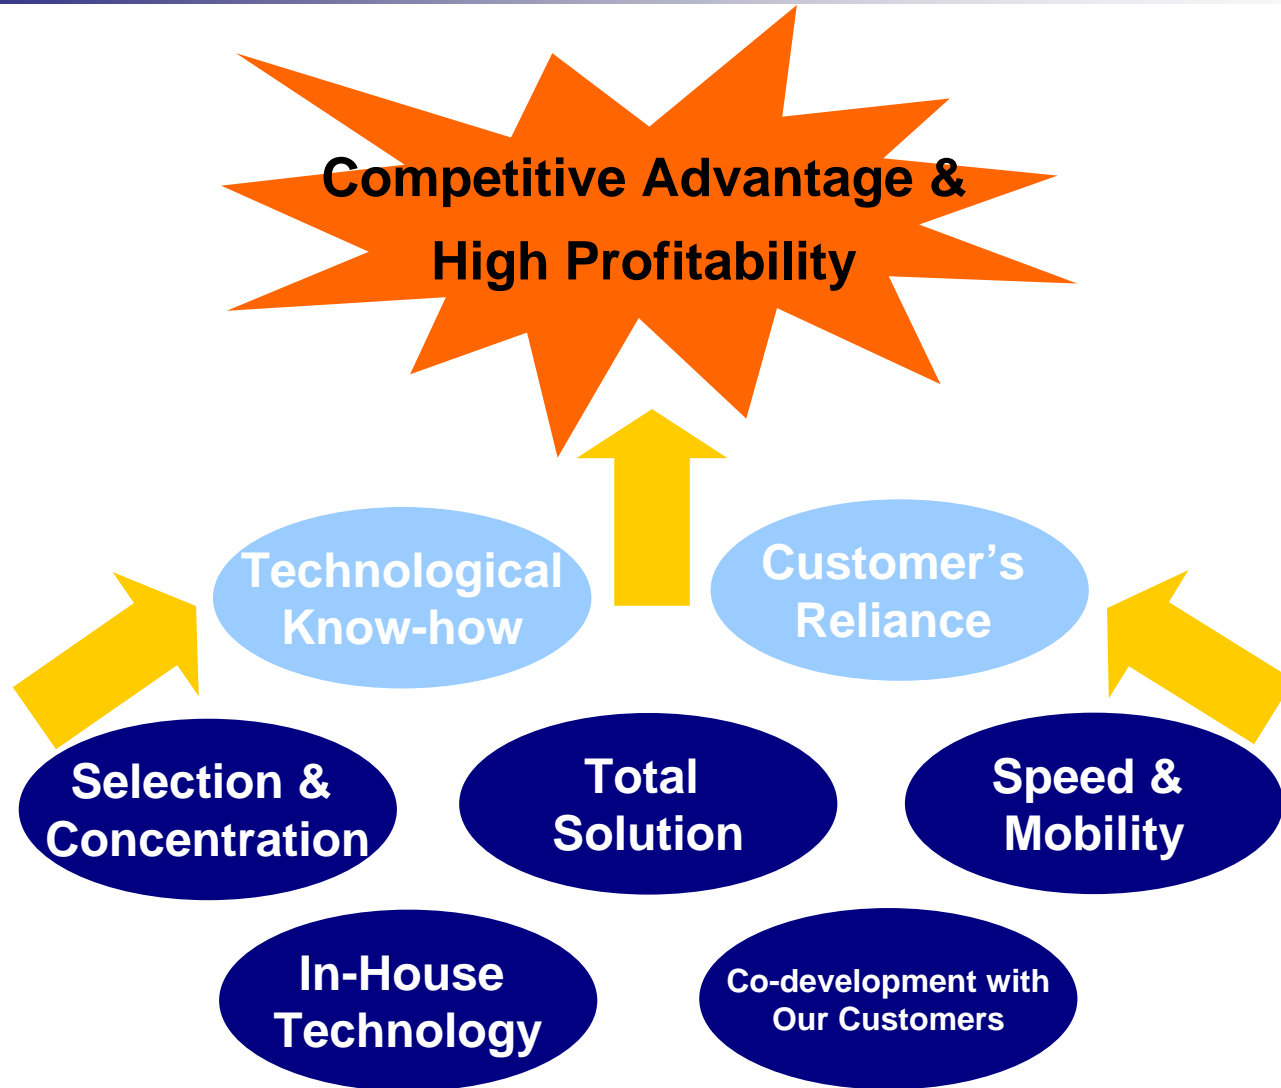 Competitive Advantage &
High Profitability
Technological
Know-how
Customer’s
Reliance
Selection &
Concentration
Total
Solution
Speed &
Mobility
In-House
Technology
Co-development with
Our Customers